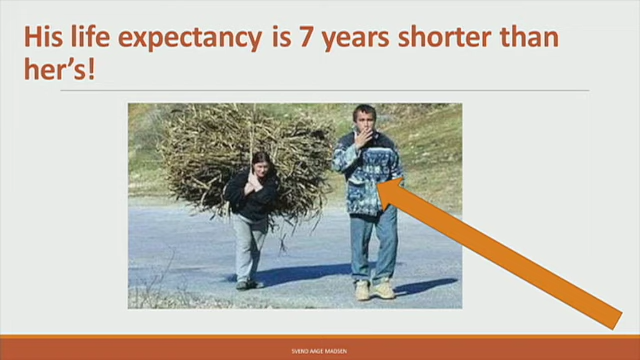 His life expectancy is 7 years shorter than
her's!
SVEND AAGE MADSEN